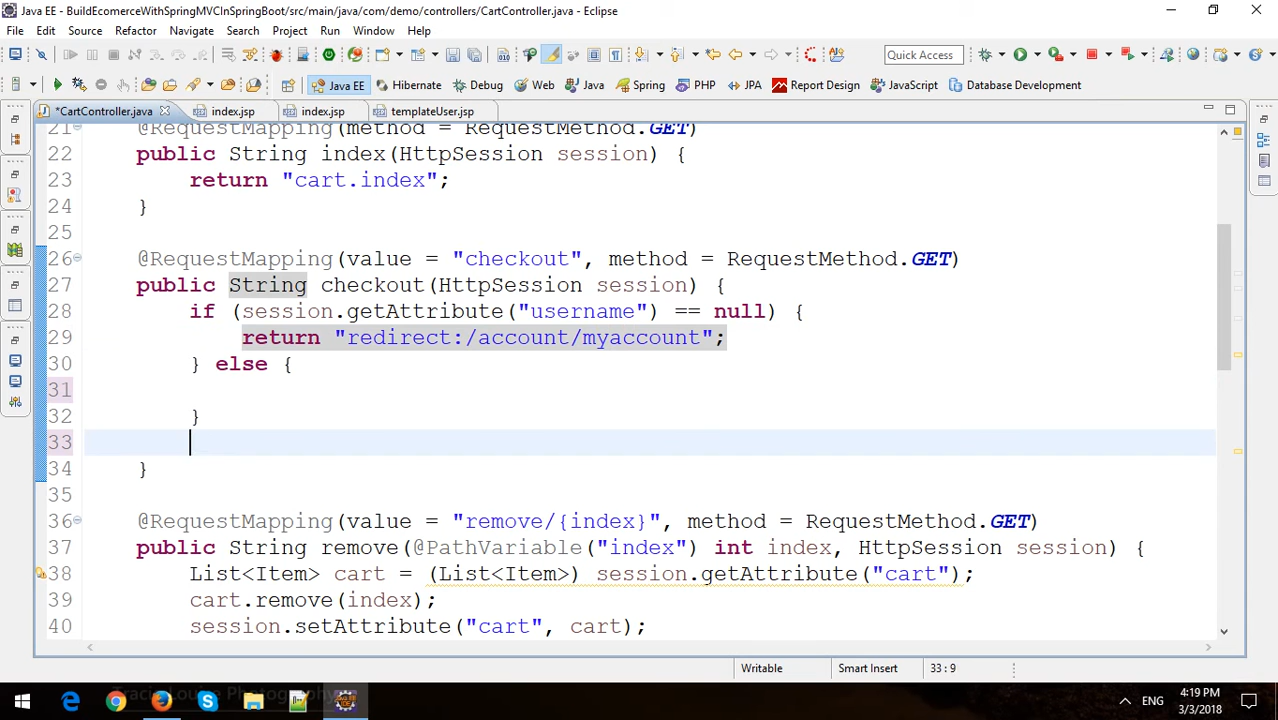 Java EE - BuildEcomerceWithSpringMVCInSpringBoot/src/main/java/com/demo/controllers/CartController.java - Eclipse
File Edit Source Refactor Navigate Search Project Run Window Help
Quick Access
Java EE Hibernate Debug Web Java Spring PHP JPA Report Design JavaScript Database Development
*CartController.java index.jsp index.jsp templateUser.jsp
21 @RequestMapping(method = RequestMethod.GET)
22 public String index(HttpSession session) {
23 return "cart.index";
24 }
25
26 @RequestMapping(value = "checkout", method = RequestMethod.GET)
27 public String checkout(HttpSession session) {
28 if (session.getAttribute("username") == null) {
29 return "redirect:/account/myaccount";
30 } else {
31
32 }
33
34 }
35
36 @RequestMapping(value = "remove/{index}", method = RequestMethod.GET)
37 public String remove(@PathVariable("index") int index, HttpSession session) {
38 List<Item> cart = (List<Item>) session.getAttribute("cart");
39 cart.remove(index);
40 session.setAttribute("cart", cart);
Writable Smart Insert 33 : 9
Tracie Louise Photography
ENG 4:19 PM
3/3/2018